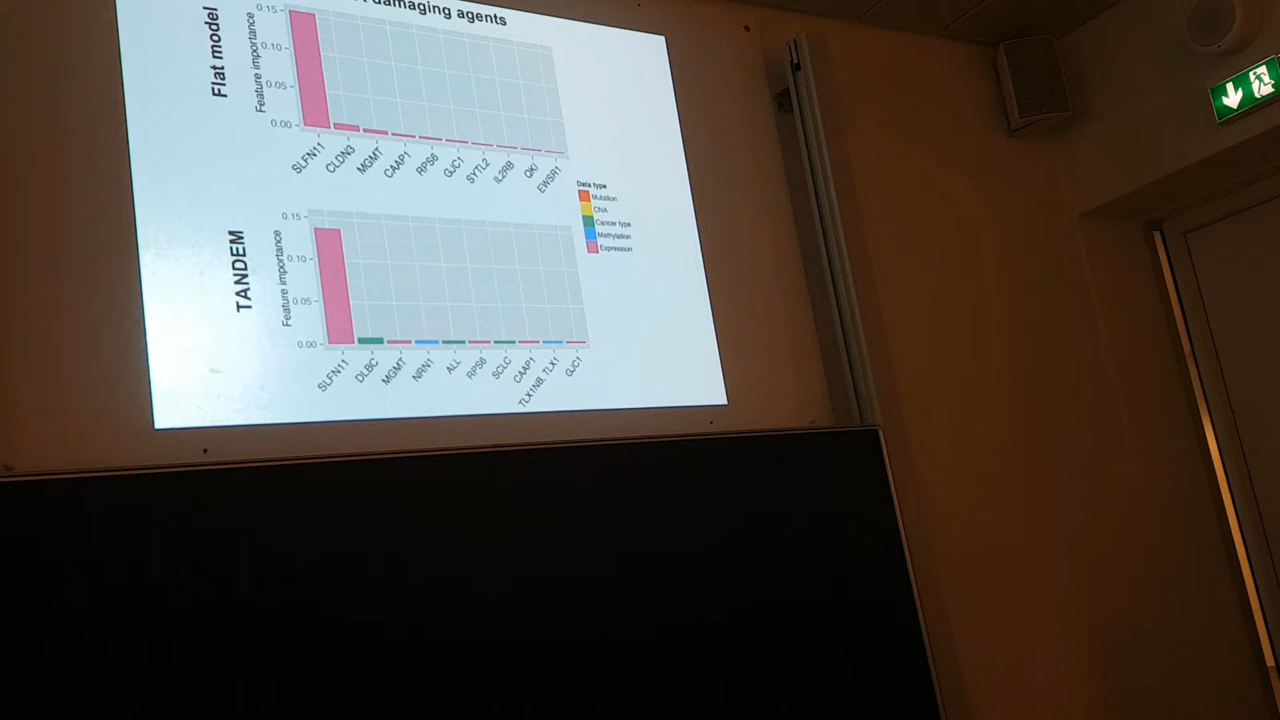 damaging agents
Flat model
Feature importance
0.15
0.10
0.05
0.00
SLFN11
CLDN3
MGMT
CAAP1
RPS6
GJC1
SYTL2
IL2RB
QKI
EWSR1
Data type
Mutation
CNA
Cancer type
Methylation
Expression
TANDEM
Feature importance
0.15
0.10
0.05
0.00
SLFN11
DLBC
MGMT
NRN1
ALL
RPS6
SCLC
CAAP1
TLX1NB, TLX1
GJC1